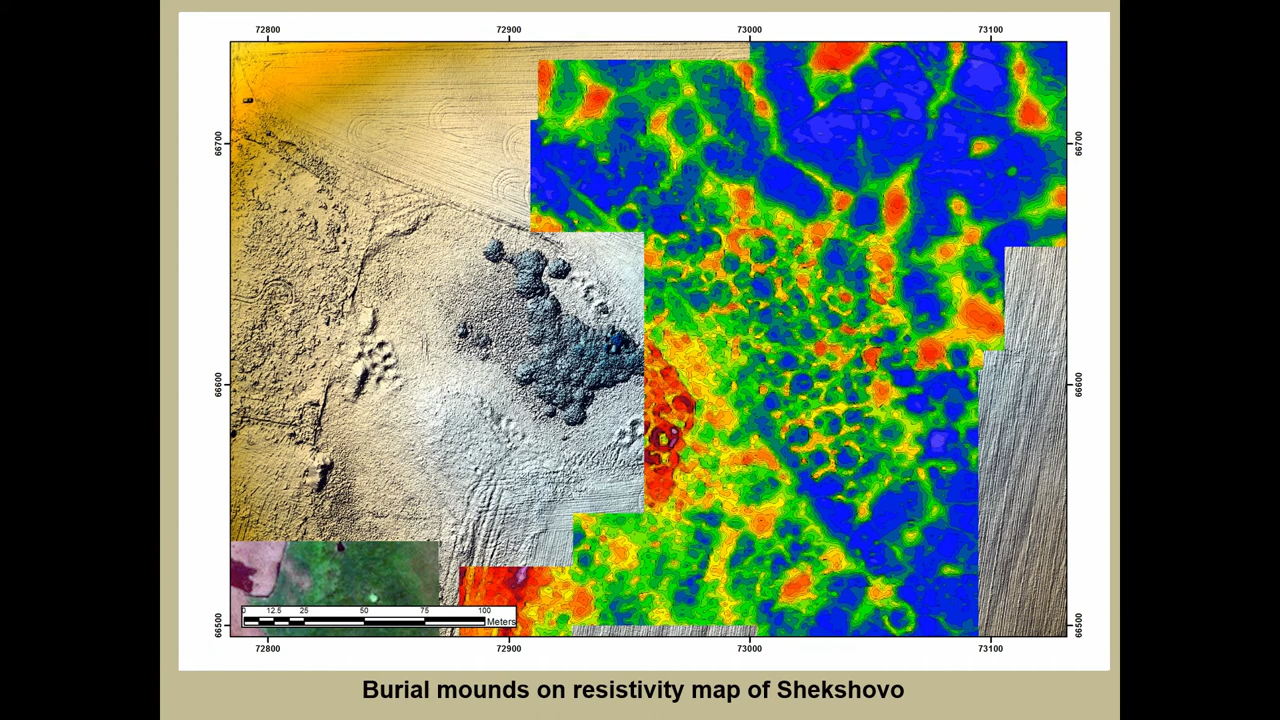 72800 72900 73000 73100
66700 66700
66600 66600
66500 66500
0 12.5 25 50 75 100
Meters
72800 72900 73000 73100
Burial mounds on resistivity map of Shekshovo